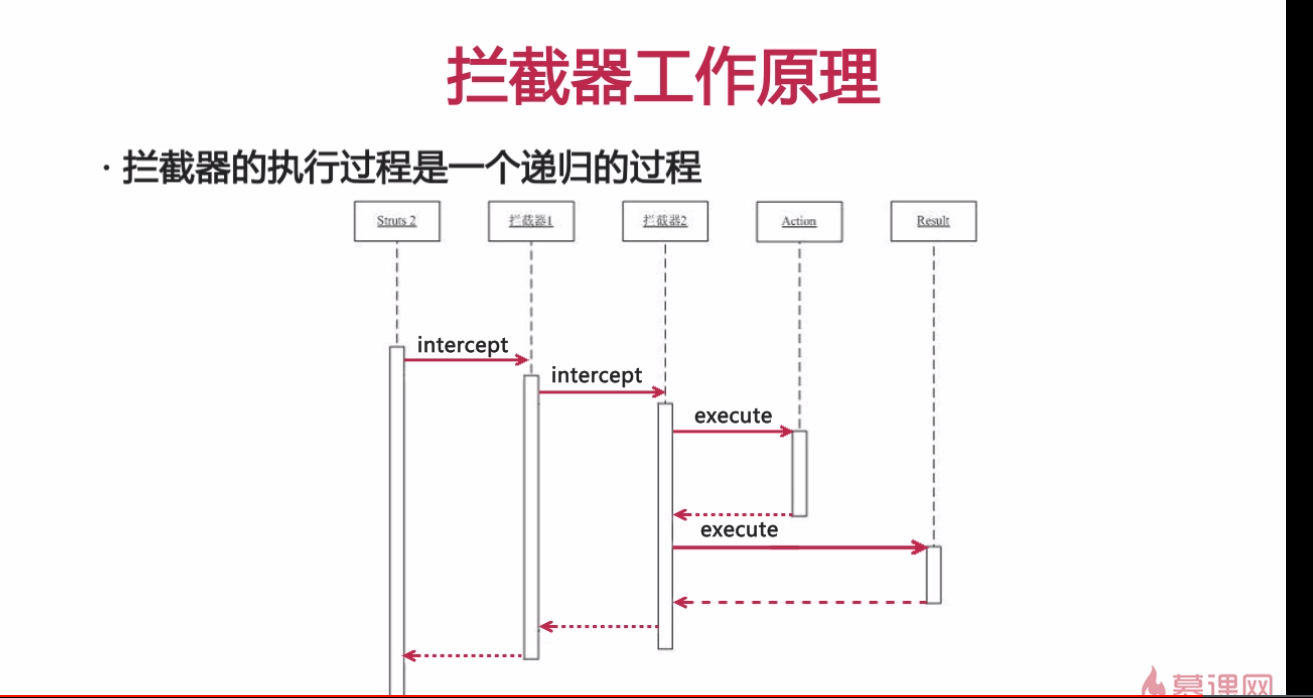 拦截器工作原理
· 拦截器的执行过程是一个递归的过程
Struts 2
拦截器1
拦截器2
Action
Result
intercept
intercept
execute
execute
慕课网